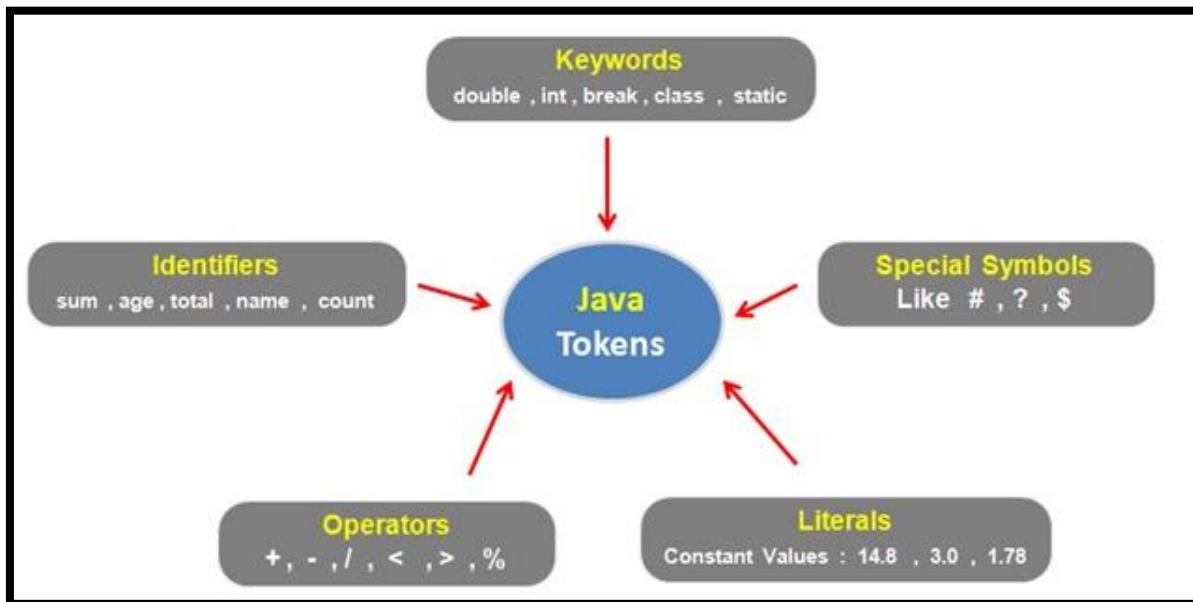 Keywords
double , int , break , class , static
Identifiers
sum , age , total , name , count
Special Symbols
Like # , ? , $
Java
Tokens
Operators
+ , - , / , < , > , %
Literals
Constant Values : 14.8 , 3.0 , 1.78